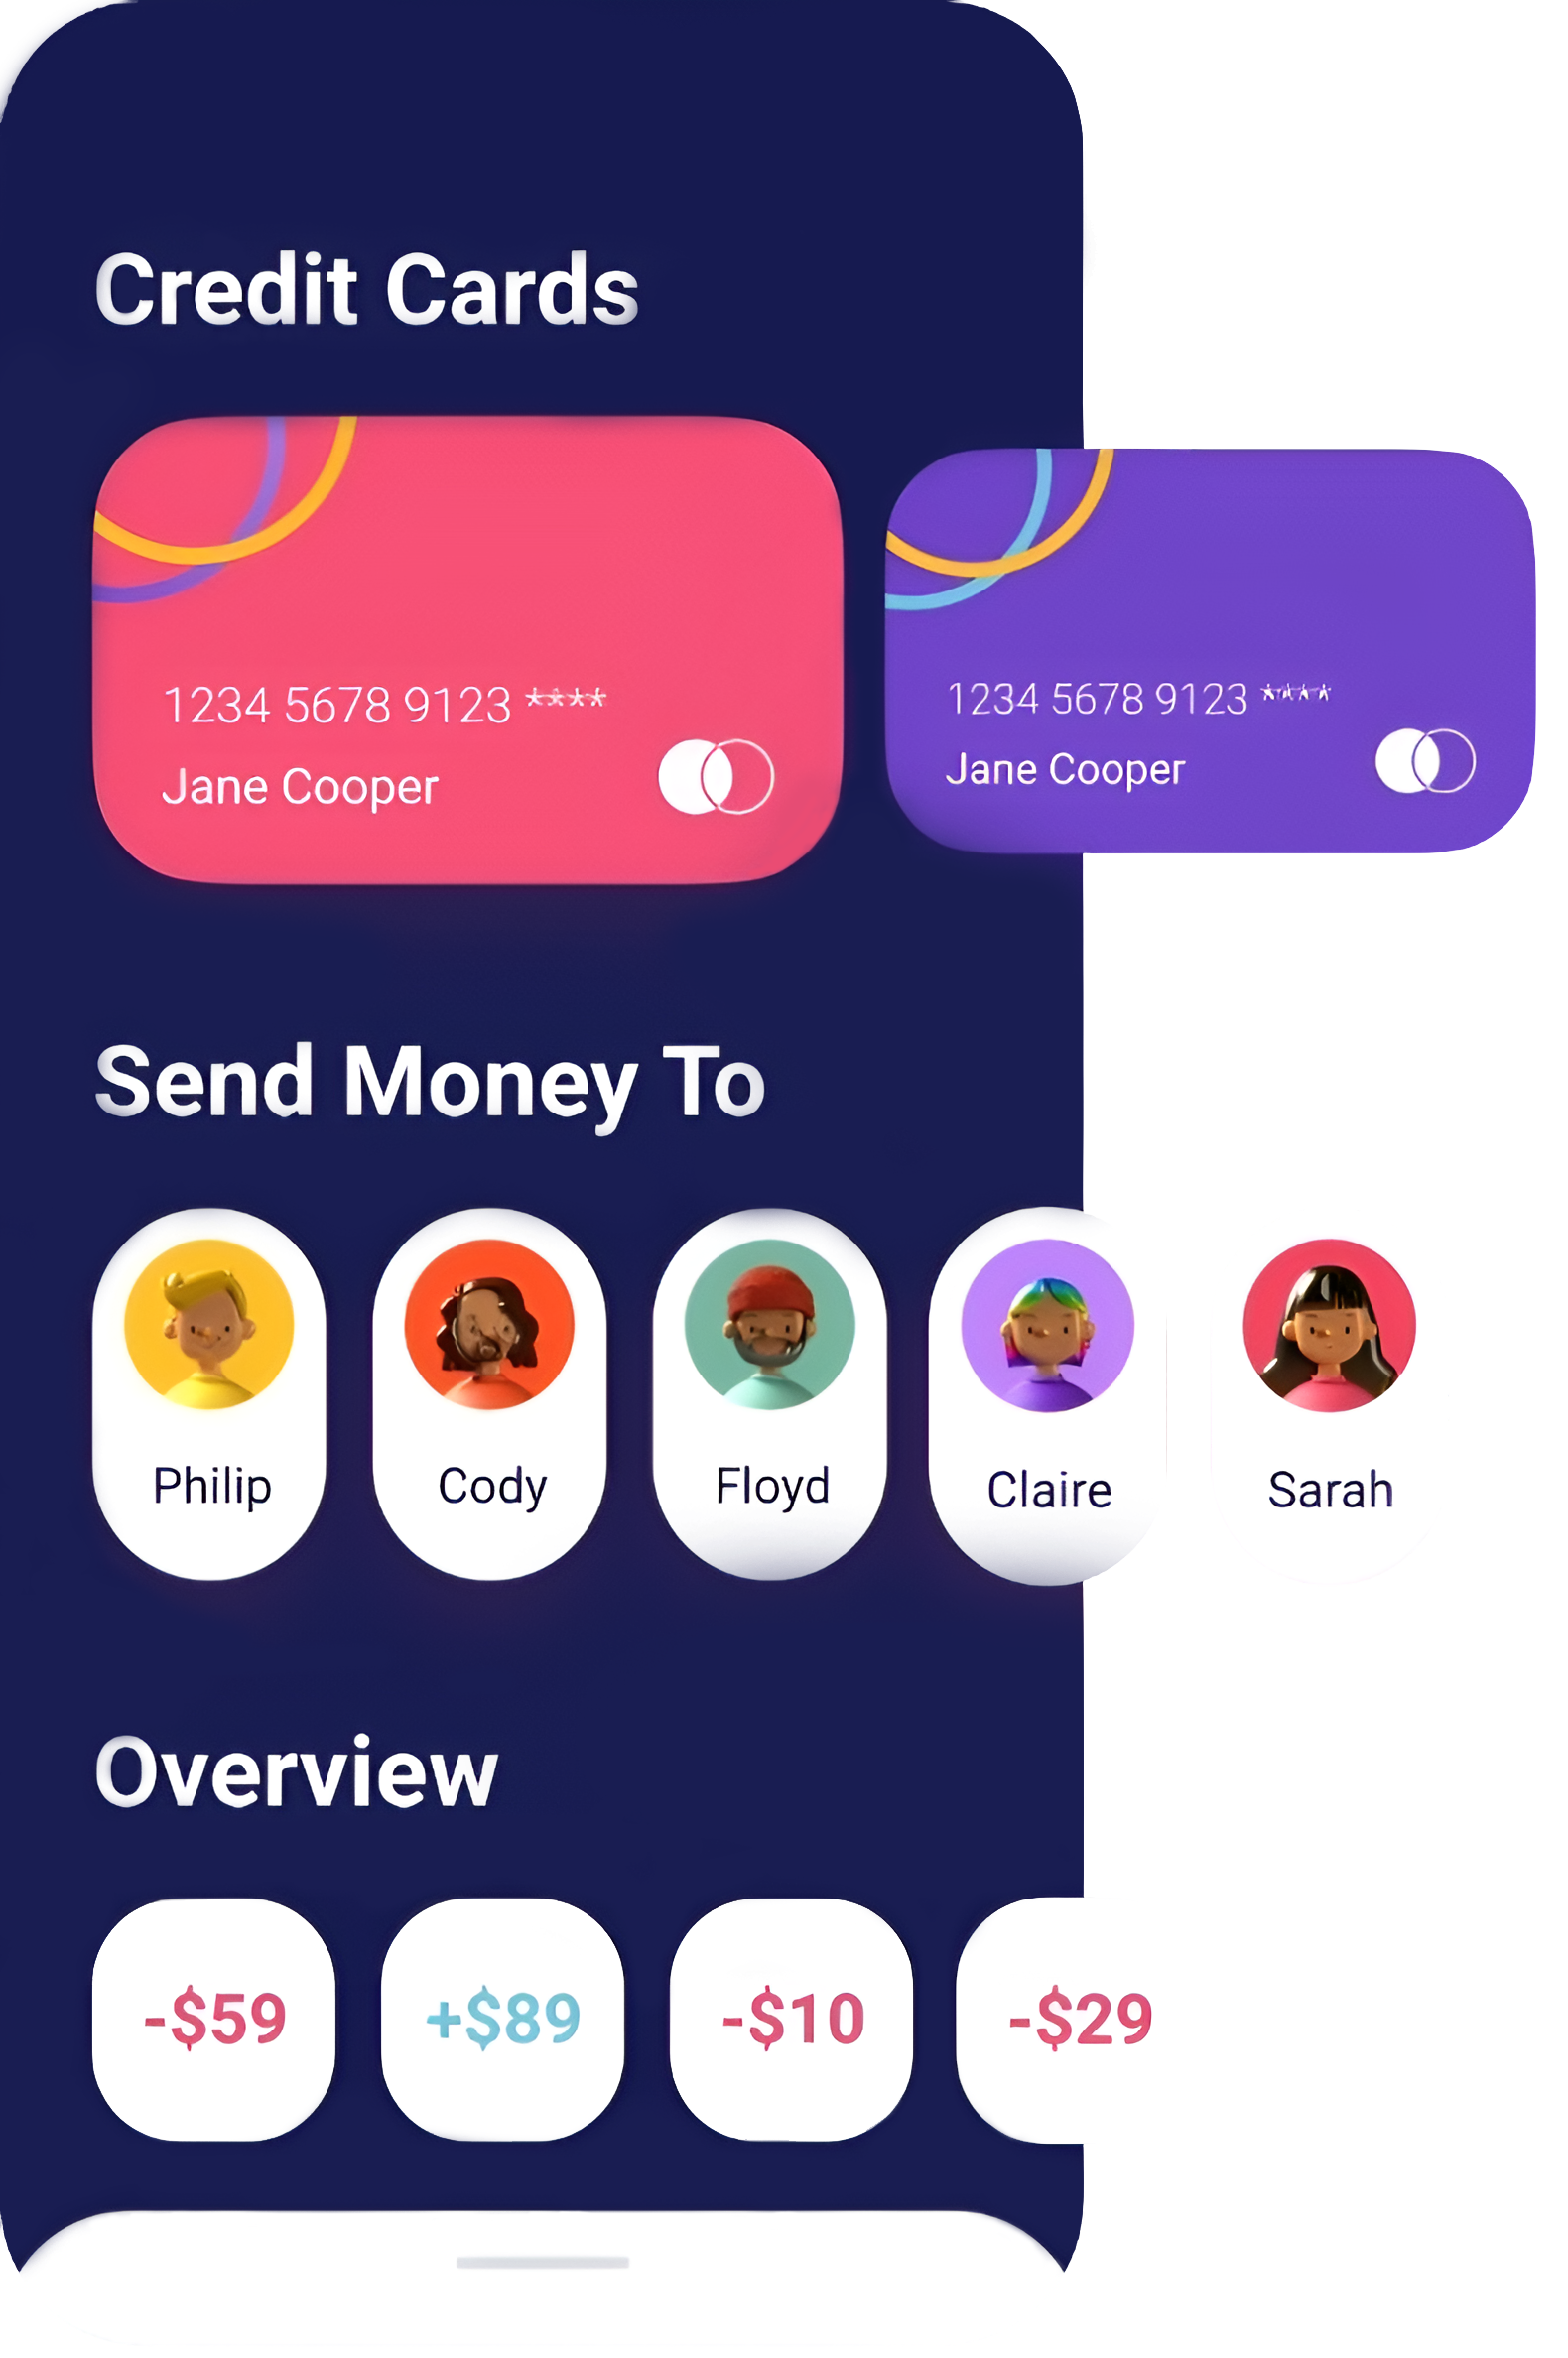 Credit Cards
1234 5678 9123 ****
Jane Cooper
1234 5678 9123 ****
Jane Cooper
Send Money To
Philip
Cody
Floyd
Claire
Sarah
Overview
-$59
+$89
-$10
-$29